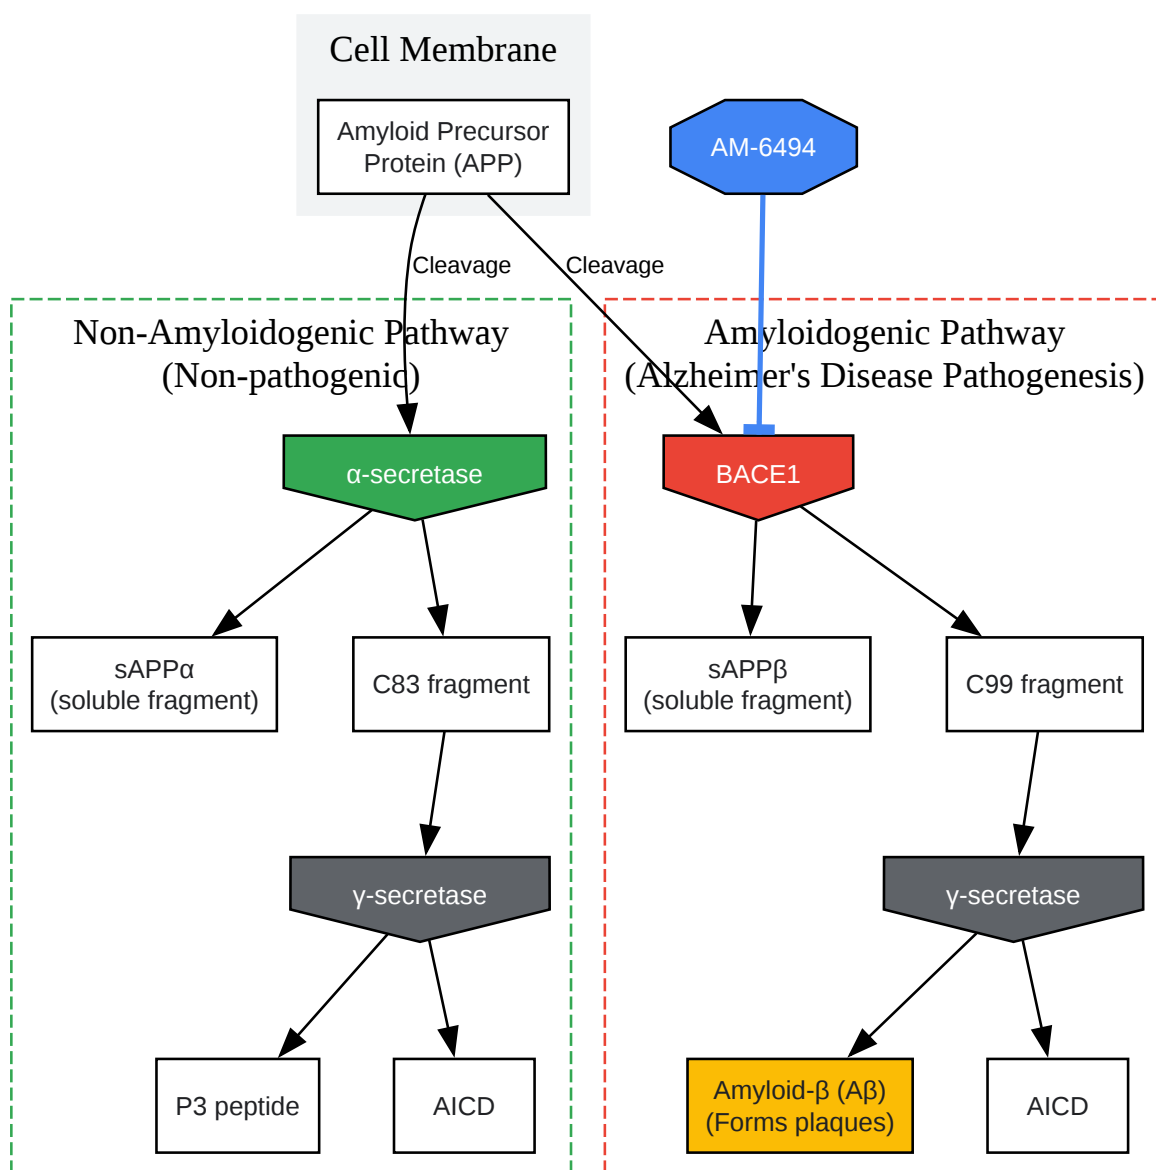 Cell Membrane
Amyloid Precursor
Protein (APP)
AM-6494
Cleavage
Cleavage
Non-Amyloidogenic Pathway
(Non-pathogenic)
Amyloidogenic Pathway
(Alzheimer's Disease Pathogenesis)
α-secretase
BACE1
sAPPα
(soluble fragment)
C83 fragment
sAPPβ
(soluble fragment)
C99 fragment
γ-secretase
γ-secretase
P3 peptide
AICD
Amyloid-β (Aβ)
(Forms plaques)
AICD